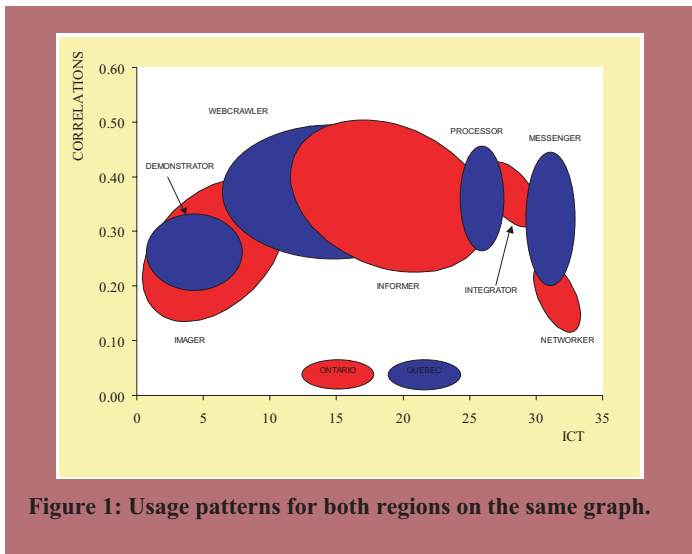 CORRELATIONS
0.60
0.50
0.40
0.30
0.20
0.10
0.00
WEBCRAWLER
PROCESSOR
MESSENGER
DEMONSTRATOR
INFORMER
INTEGRATOR
IMAGER
NETWORKER
ONTARIO
QUEBEC
0 5 10 15 20 25 30 35
ICT
Figure 1: Usage patterns for both regions on the same graph.